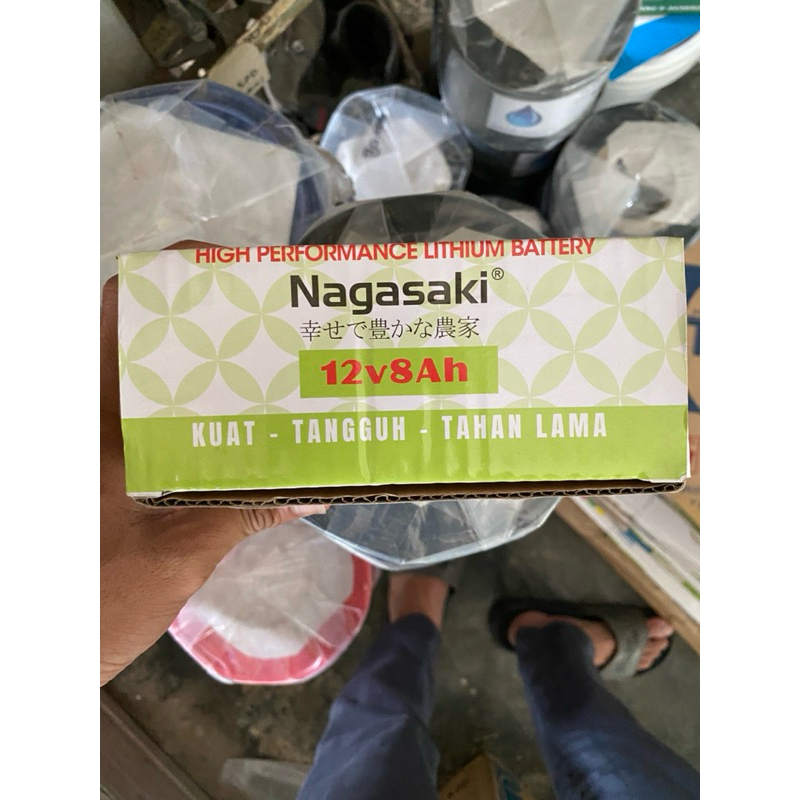 HIGH PERFORMANCE LITHIUM BATTERY
Nagasaki®
幸せで豊かな農家
12v8Ah
KUAT - TANGGUH - TAHAN LAMA